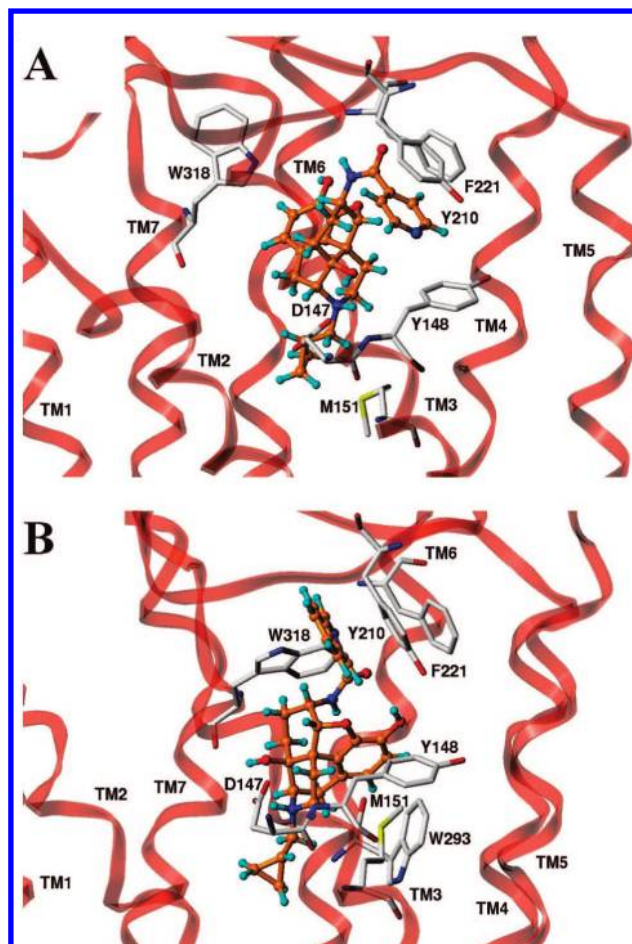 A
W318
TM6
F221
TM7
Y210
TM5
D147
Y148
TM4
TM2
TM1
M151
TM3
B
TM6
W318
Y210
F221
Y148
D147
TM2
TM7
M151
W293
TM5
TM1
TM3
TM4